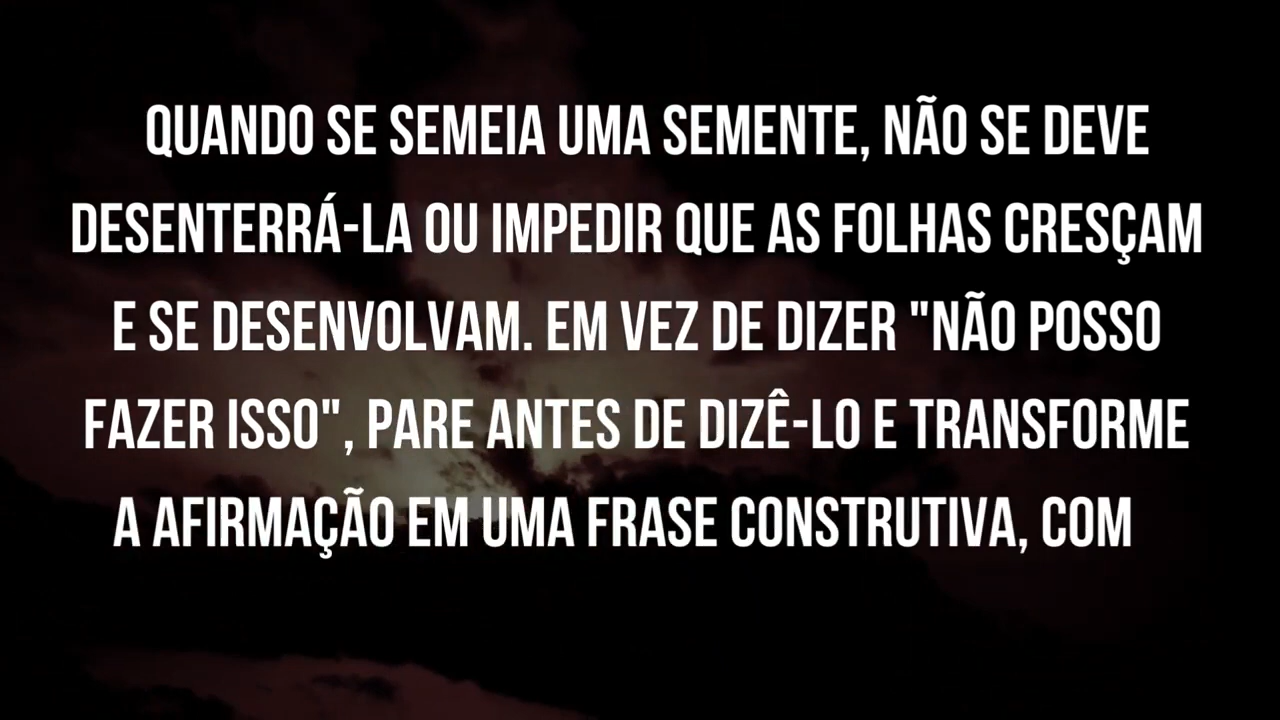 QUANDO SE SEMEIA UMA SEMENTE, NÃO SE DEVE
DESENTERRÁ-LA OU IMPEDIR QUE AS FOLHAS CRESÇAM
E SE DESENVOLVAM. EM VEZ DE DIZER "NÃO POSSO
FAZER ISSO", PARE ANTES DE DIZÊ-LO E TRANSFORME
A AFIRMAÇÃO EM UMA FRASE CONSTRUTIVA, COM